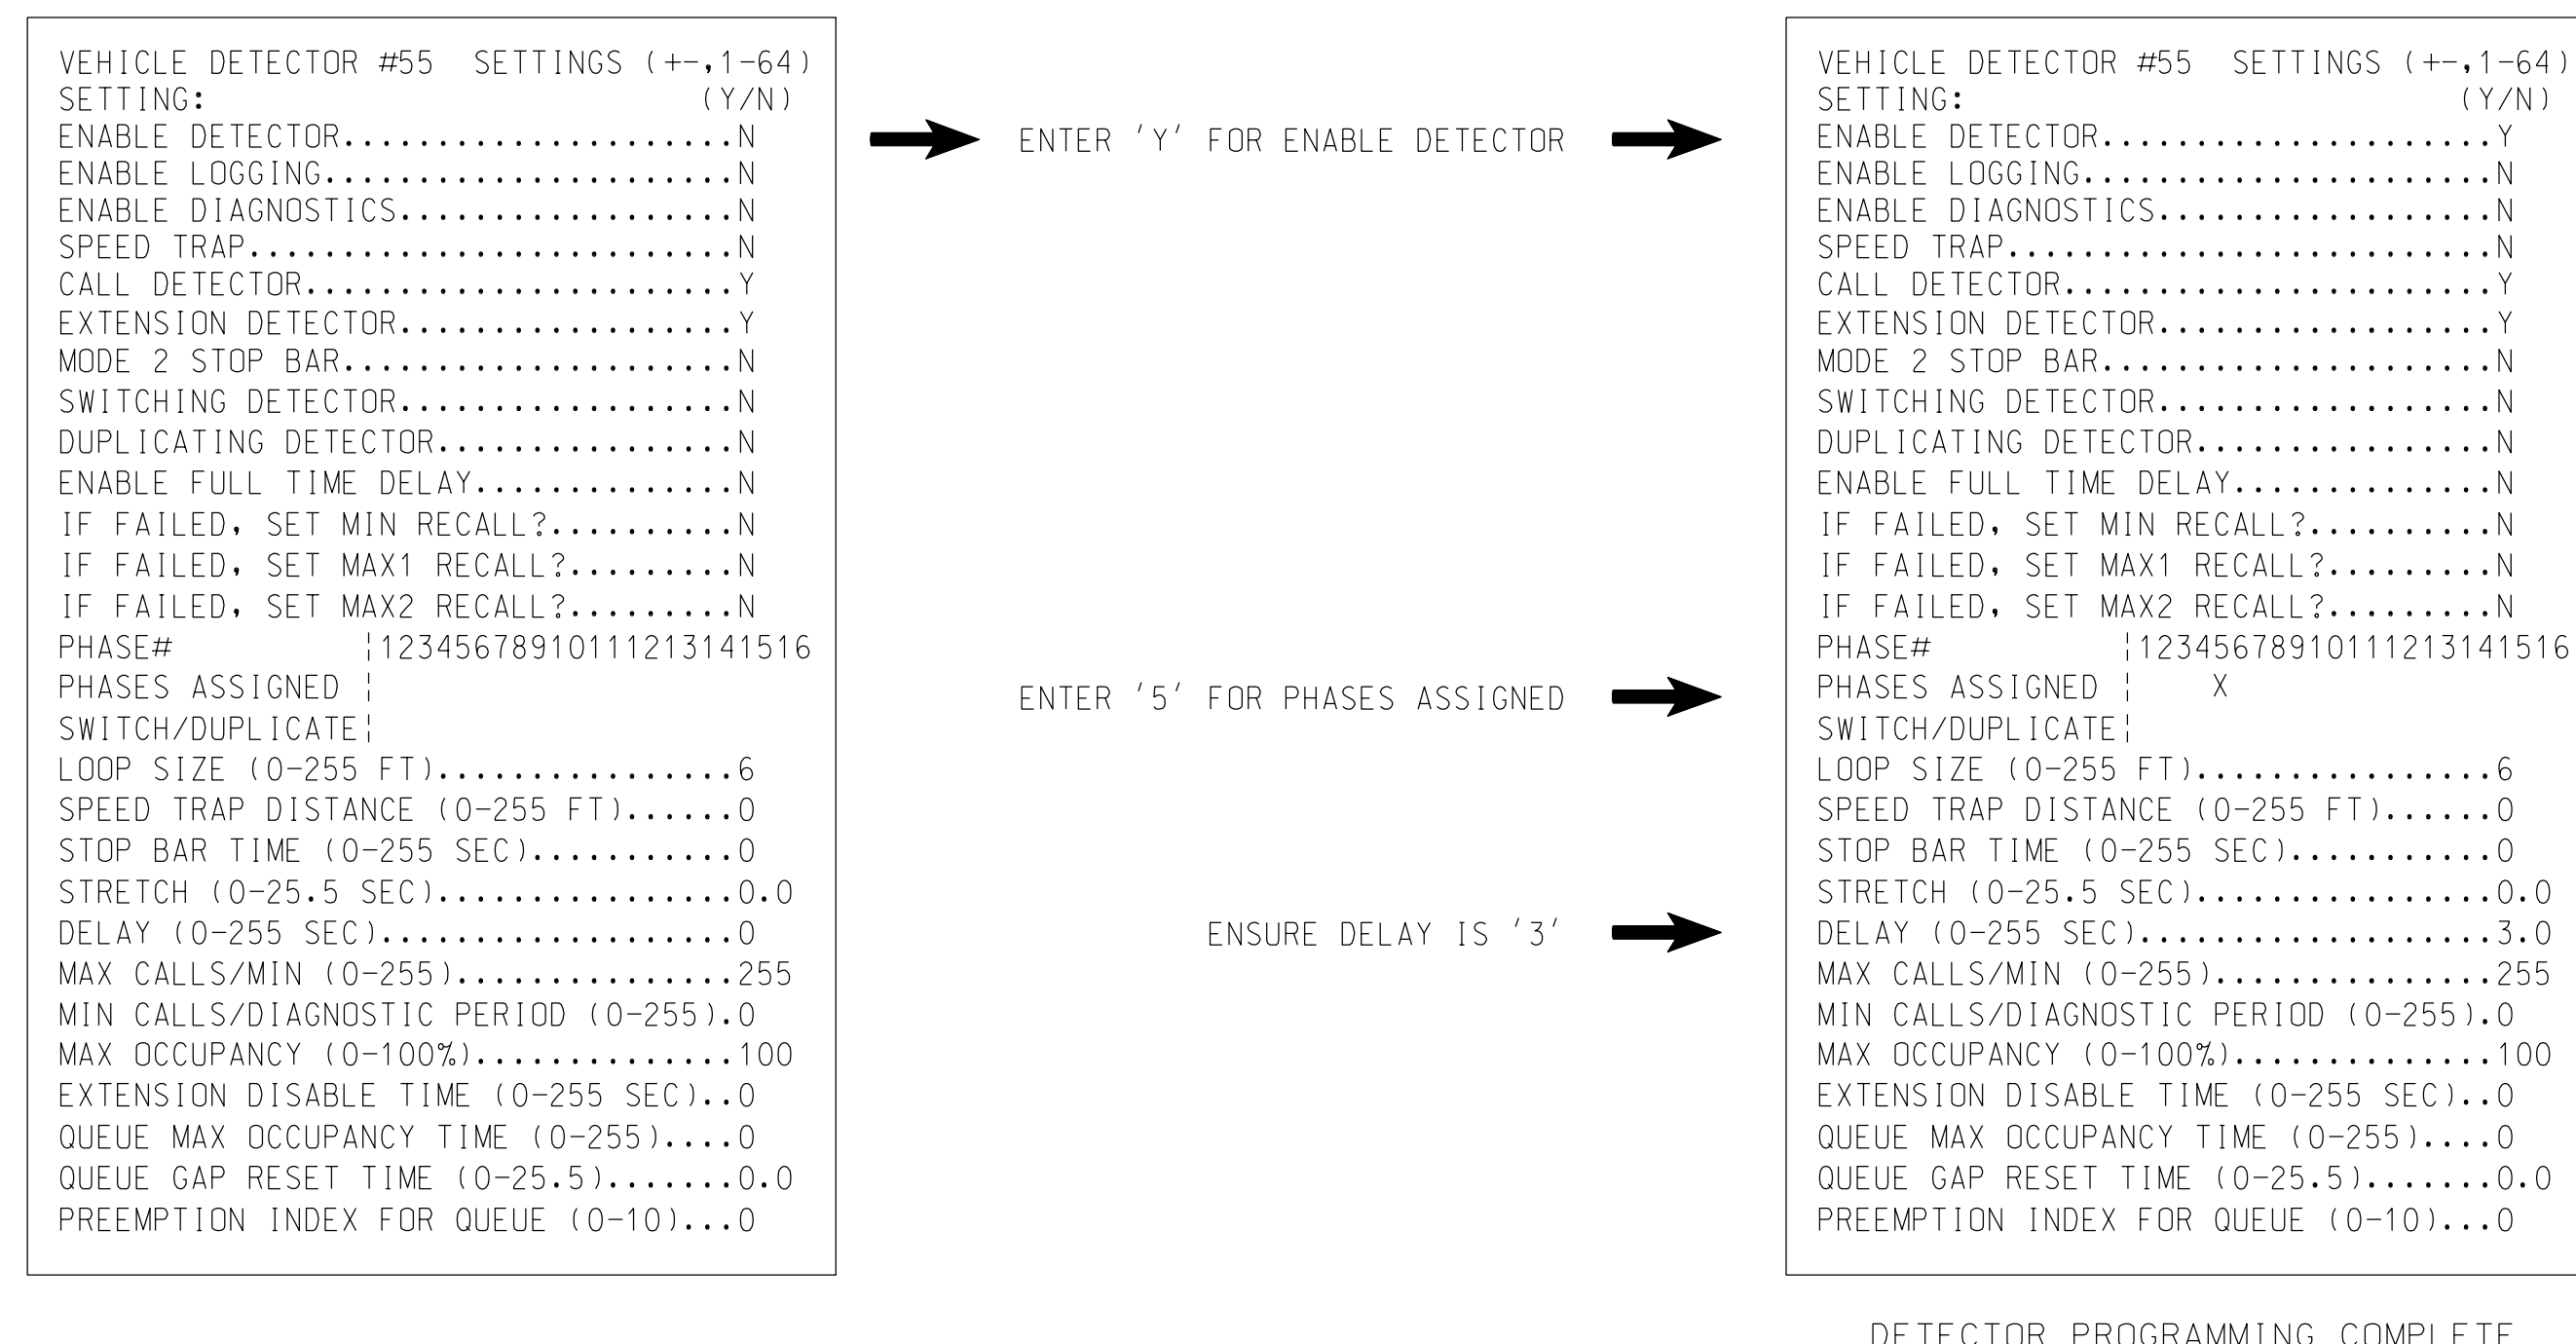 VEHICLE DETECTOR #55 SETTINGS (+-,1-64)
SETTING: (Y/N)
ENABLE DETECTOR.....................N
ENABLE LOGGING......................N
ENABLE DIAGNOSTICS..................N
SPEED TRAP..........................N
CALL DETECTOR.......................Y
EXTENSION DETECTOR..................Y
MODE 2 STOP BAR.....................N
SWITCHING DETECTOR..................N
DUPLICATING DETECTOR................N
ENABLE FULL TIME DELAY..............N
IF FAILED, SET MIN RECALL?..........N
IF FAILED, SET MAX1 RECALL?.........N
IF FAILED, SET MAX2 RECALL?.........N
PHASE# ¦12345678910111213141516
PHASES ASSIGNED ¦
SWITCH/DUPLICATE¦
LOOP SIZE (0-255 FT)................6
SPEED TRAP DISTANCE (0-255 FT)......0
STOP BAR TIME (0-255 SEC)...........0
STRETCH (0-25.5 SEC)................0.0
DELAY (0-255 SEC)...................0
MAX CALLS/MIN (0-255)...............255
MIN CALLS/DIAGNOSTIC PERIOD (0-255).0
MAX OCCUPANCY (0-100%)..............100
EXTENSION DISABLE TIME (0-255 SEC)..0
QUEUE MAX OCCUPANCY TIME (0-255)....0
QUEUE GAP RESET TIME (0-25.5).......0.0
PREEMPTION INDEX FOR QUEUE (0-10)...0
ENTER 'Y' FOR ENABLE DETECTOR
ENTER '5' FOR PHASES ASSIGNED
ENSURE DELAY IS '3'
VEHICLE DETECTOR #55 SETTINGS (+-,1-64)
SETTING: (Y/N)
ENABLE DETECTOR.....................Y
ENABLE LOGGING......................N
ENABLE DIAGNOSTICS..................N
SPEED TRAP..........................N
CALL DETECTOR.......................Y
EXTENSION DETECTOR..................Y
MODE 2 STOP BAR.....................N
SWITCHING DETECTOR..................N
DUPLICATING DETECTOR................N
ENABLE FULL TIME DELAY..............N
IF FAILED, SET MIN RECALL?..........N
IF FAILED, SET MAX1 RECALL?.........N
IF FAILED, SET MAX2 RECALL?.........N
PHASE# ¦12345678910111213141516
PHASES ASSIGNED ¦ X
SWITCH/DUPLICATE¦
LOOP SIZE (0-255 FT)................6
SPEED TRAP DISTANCE (0-255 FT)......0
STOP BAR TIME (0-255 SEC)...........0
STRETCH (0-25.5 SEC)................0.0
DELAY (0-255 SEC)...................3.0
MAX CALLS/MIN (0-255)...............255
MIN CALLS/DIAGNOSTIC PERIOD (0-255).0
MAX OCCUPANCY (0-100%)..............100
EXTENSION DISABLE TIME (0-255 SEC)..0
QUEUE MAX OCCUPANCY TIME (0-255)....0
QUEUE GAP RESET TIME (0-25.5).......0.0
PREEMPTION INDEX FOR QUEUE (0-10)...0
DETECTOR PROGRAMMING COMPLETE